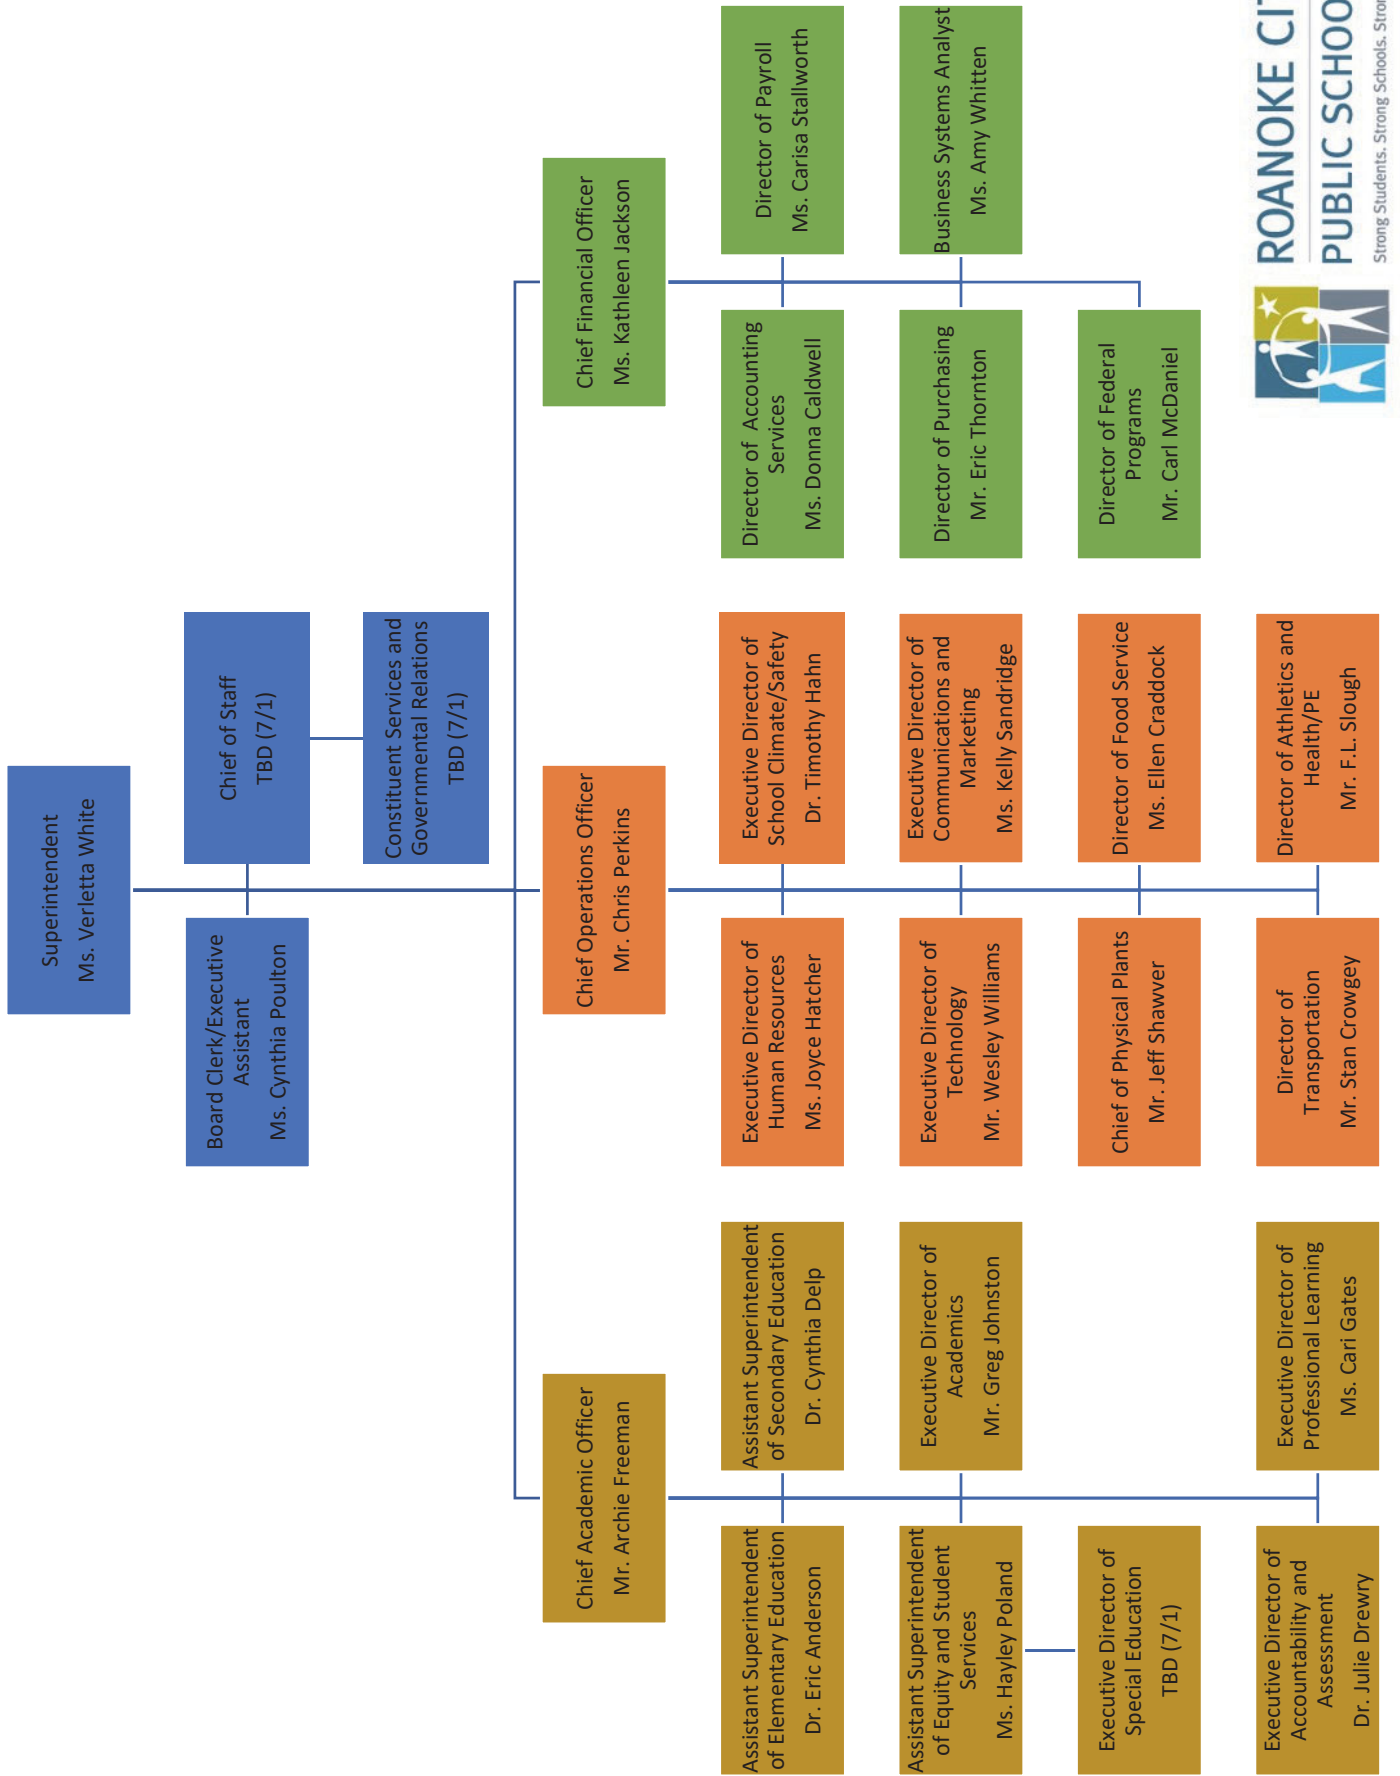 Superintendent
Ms. Verletta White
Board Clerk/Executive
Assistant
Ms. Cynthia Poulton
Chief of Staff
TBD (7/1)
Constituent Services and
Governmental Relations
TBD (7/1)
Chief Academic Officer
Mr. Archie Freeman
Chief Operations Officer
Mr. Chris Perkins
Chief Financial Officer
Ms. Kathleen Jackson
Assistant Superintendent
of Elementary Education
Dr. Eric Anderson
Assistant Superintendent
of Secondary Education
Dr. Cynthia Delp
Executive Director of
Human Resources
Ms. Joyce Hatcher
Executive Director of
School Climate/Safety
Dr. Timothy Hahn
Director of Accounting
Services
Ms. Donna Caldwell
Director of Payroll
Ms. Carisa Stallworth
Assistant Superintendent
of Equity and Student
Services
Ms. Hayley Poland
Executive Director of
Academics
Mr. Greg Johnston
Executive Director of
Technology
Mr. Wesley Williams
Executive Director of
Communications and
Marketing
Ms. Kelly Sandridge
Director of Purchasing
Mr. Eric Thornton
Business Systems Analyst
Ms. Amy Whitten
Executive Director of
Special Education
TBD (7/1)
Chief of Physical Plants
Mr. Jeff Shawver
Director of Food Service
Ms. Ellen Craddock
Director of Federal
Programs
Mr. Carl McDaniel
Executive Director of
Accountability and
Assessment
Dr. Julie Drewry
Executive Director of
Professional Learning
Ms. Cari Gates
Director of
Transportation
Mr. Stan Crowgey
Director of Athletics and
Health/PE
Mr. F.L. Slough
ROANOKE CIT
PUBLIC SCHOO
Strong Students. Strong Schools. Stron